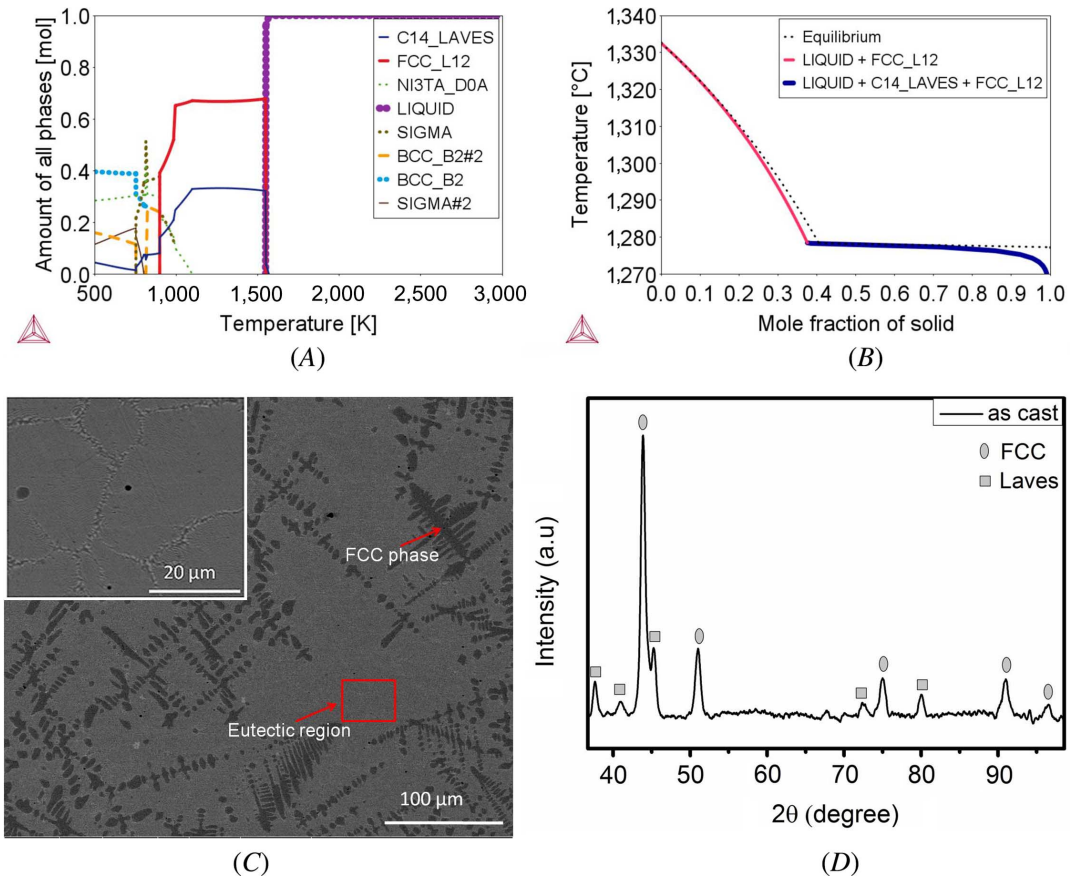 1.0
0.8
0.6
0.4
0.2
0.0
500
1,000
1,500
2,000
2,500
3,000
Amount of all phases [mol]
Temperature [K]
C14_LAVES
FCC_L12
NI3TA_D0A
LIQUID
SIGMA
BCC_B2#2
BCC_B2
SIGMA#2
(A)
1,340
1,330
1,320
1,310
1,300
1,290
1,280
1,270
0.0 0.1 0.2 0.3 0.4 0.5 0.6 0.7 0.8 0.9 1.0
Temperature [°C]
Mole fraction of solid
Equilibrium
LIQUID + FCC_L12
LIQUID + C14_LAVES + FCC_L12
(B)
20 µm
FCC phase
Eutectic region
100 µm
(C)
as cast
FCC
Laves
Intensity (a.u)
40 50 60 70 80 90
2θ (degree)
(D)